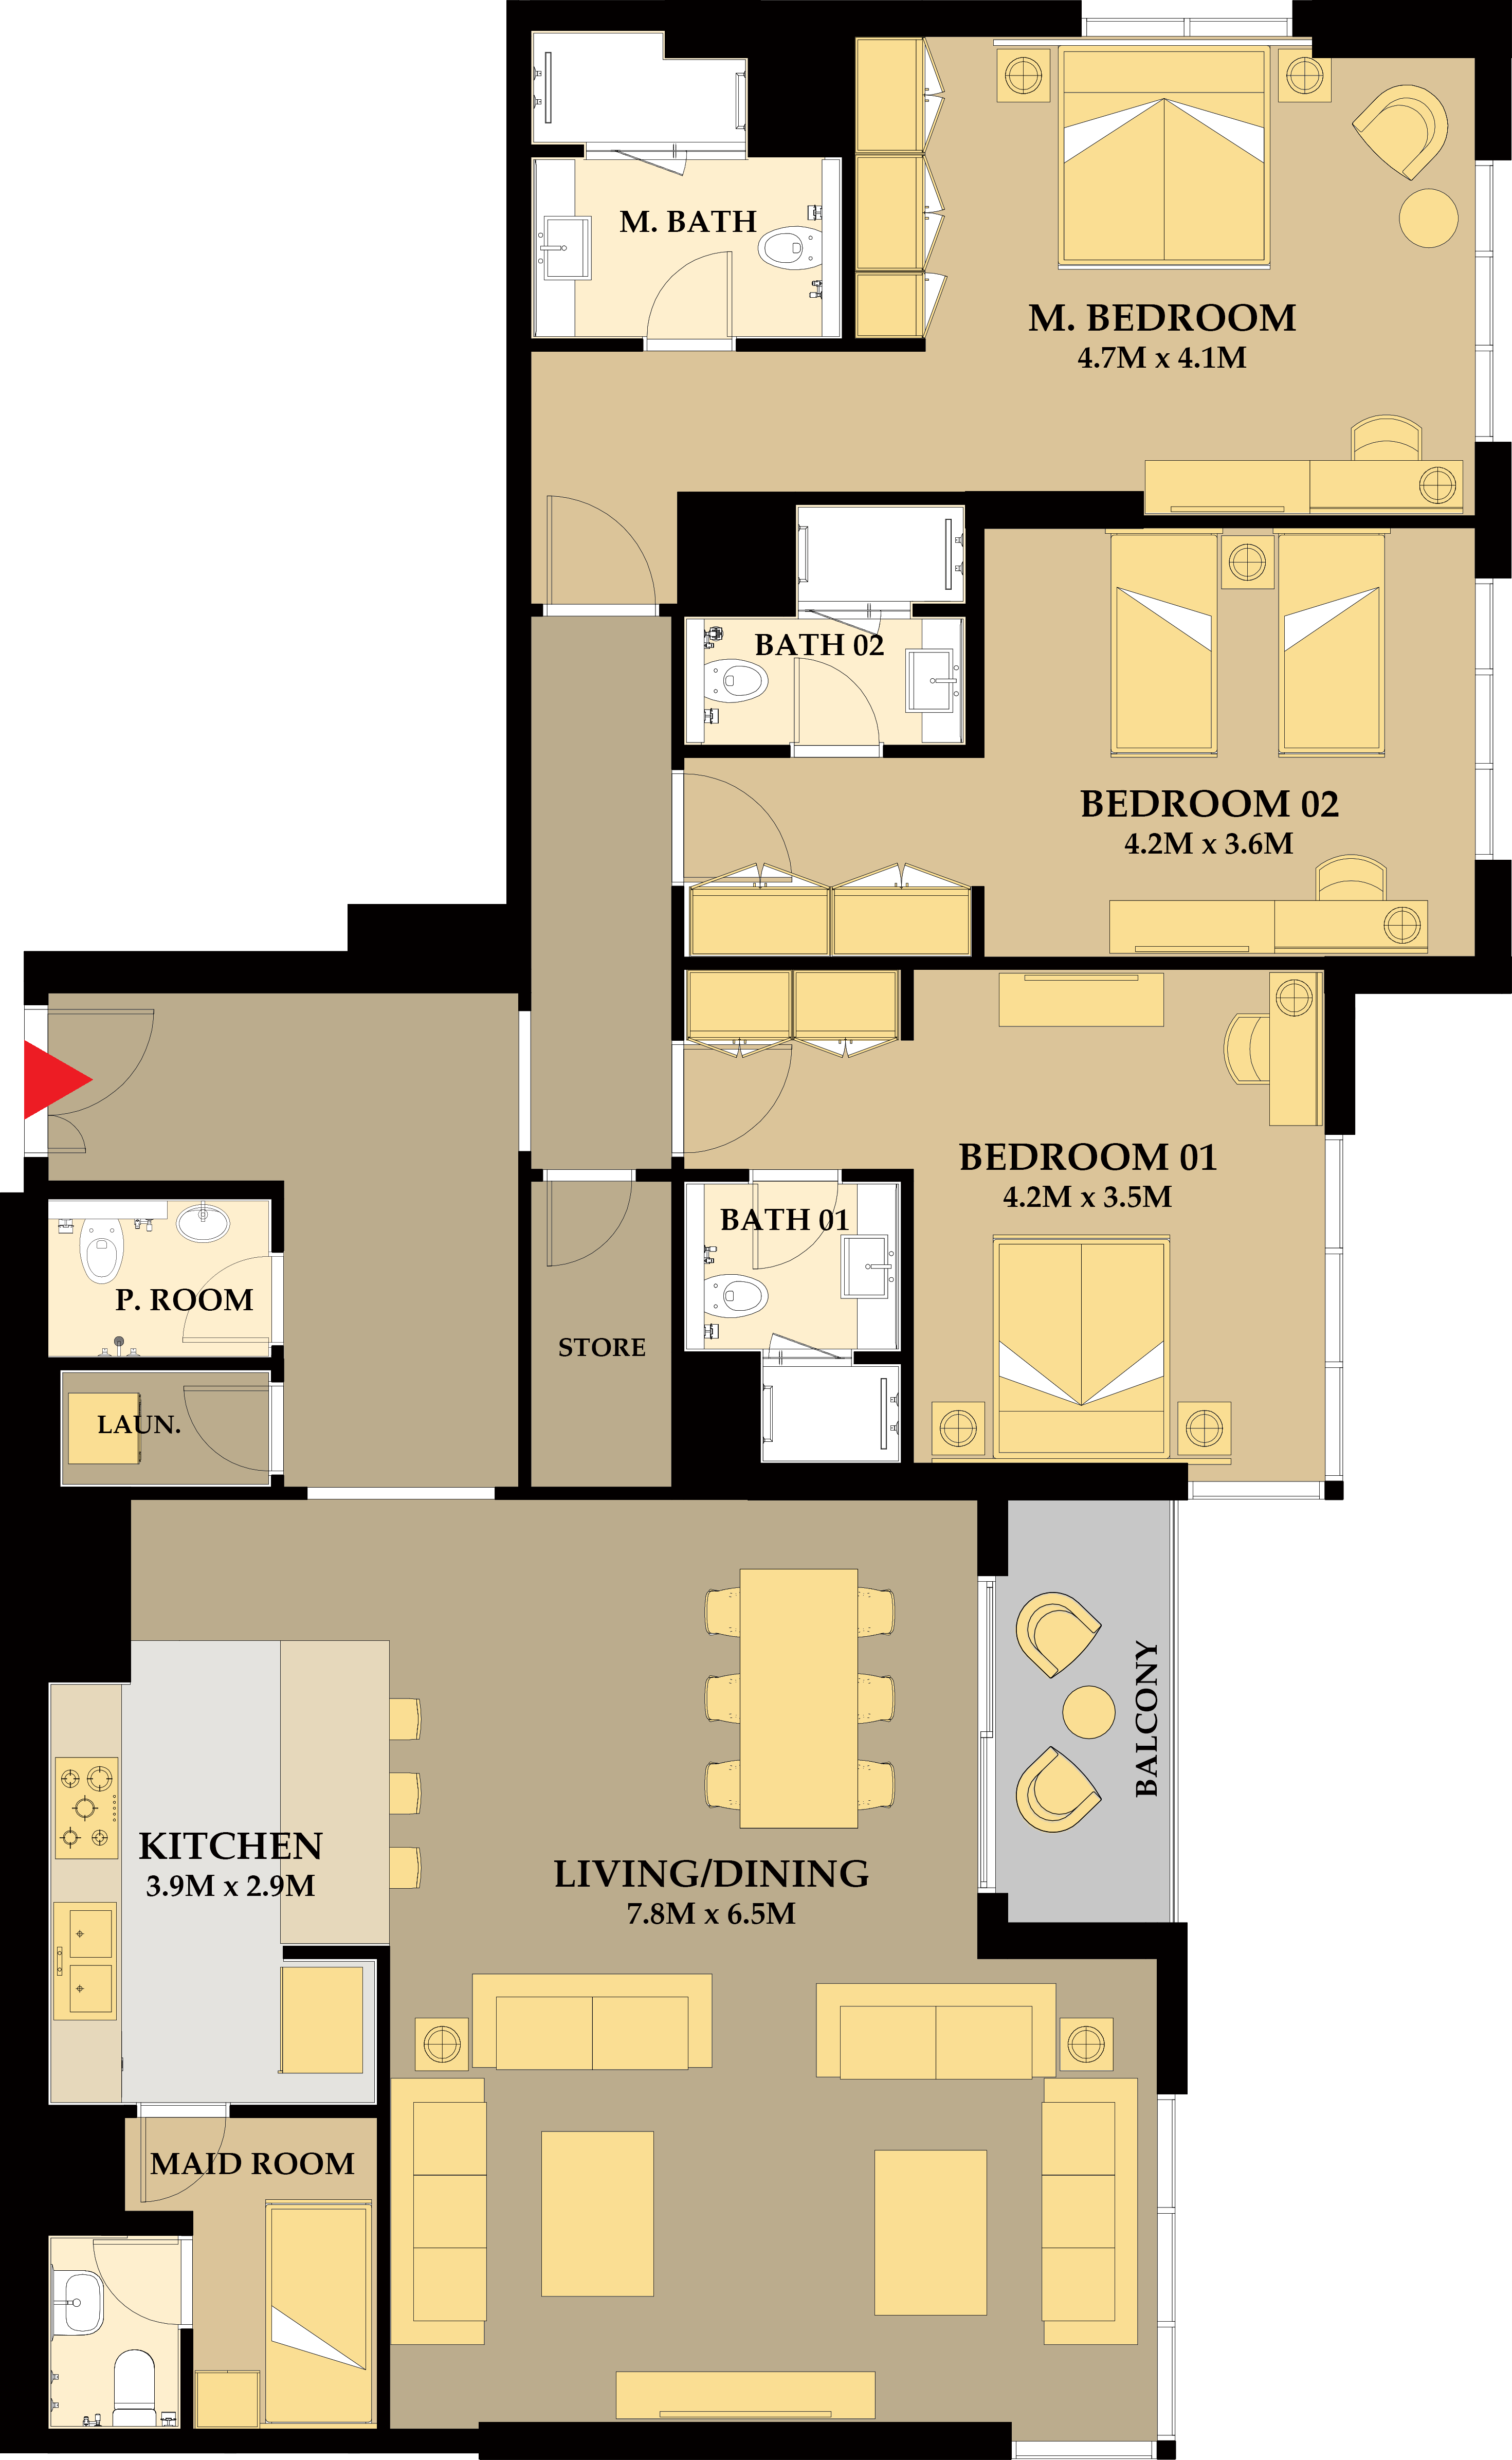 M. BATH
M. BEDROOM
4.7M x 4.1M
BATH 02
BEDROOM 02
4.2M x 3.6M
BEDROOM 01
4.2M x 3.5M
BATH 01
P. ROOM
STORE
LAUN.
BALCONY
KITCHEN
3.9M x 2.9M
LIVING/DINING
7.8M x 6.5M
MAID ROOM